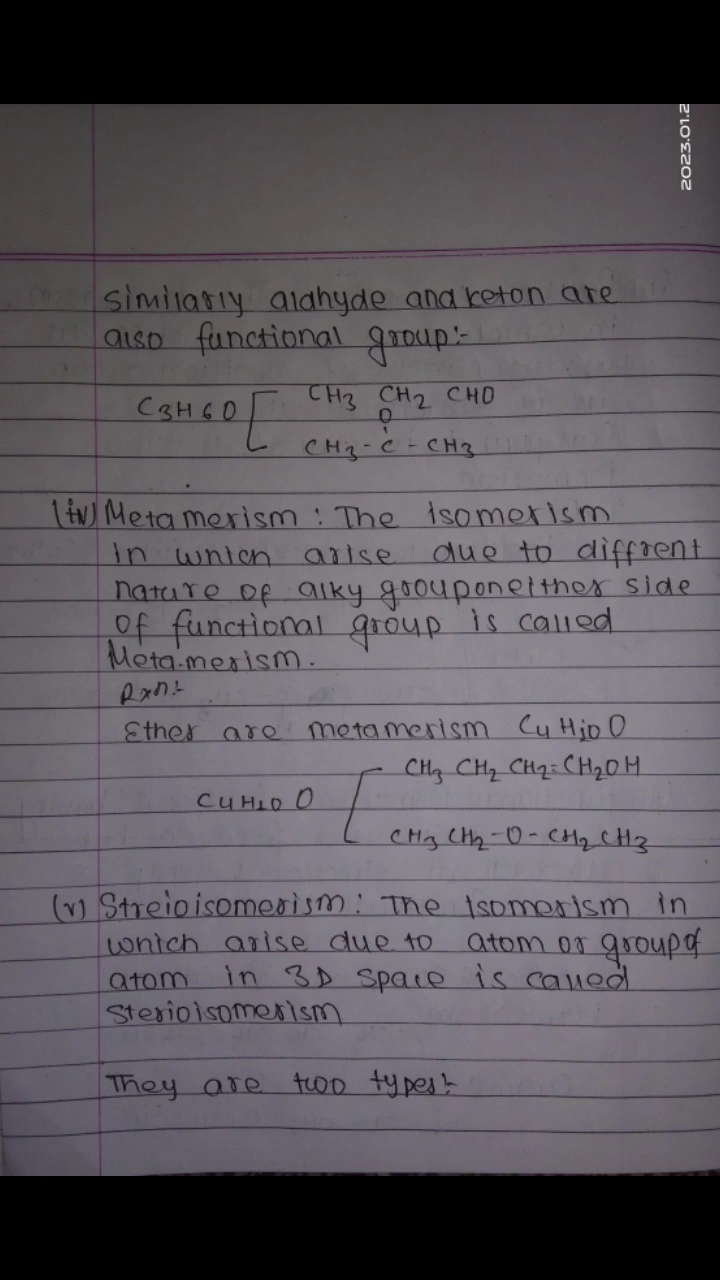 2023.01.2
similarly aldhyde and keton are
also functional group:-
C3H6O CH3 CH2 CHO
O
CH3-C-CH3
(iv) Metamerism : The isomerism
in which arise due to diffrent
nature of alky group on either side
of functional group is called
Metamerism.
Rxn:-
Ether are metamerism C4H10O
CH3 CH2 CH2=CH2OH
C4H10O
CH3 CH2-O-CH2 CH3
(v) Streioisomerism: The Isomerism in
which arise due to atom or group of
atom in 3D space is called
sterioisomerism
They are two types:-